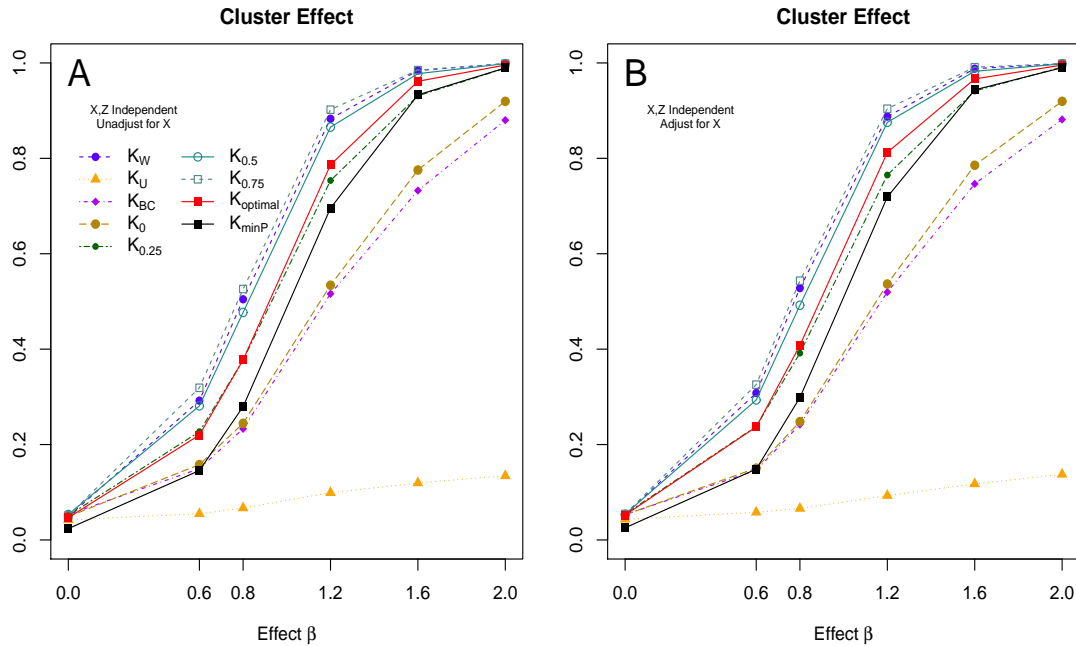 Cluster Effect
A
X,Z Independent
Unadjust for X
K_W
K_U
K_BC
K_0
K_0.25
K_0.5
K_0.75
K_optimal
K_minP
1.0
0.8
0.6
0.4
0.2
0.0
0.0 0.6 0.8 1.2 1.6 2.0
Effect β
Cluster Effect
B
X,Z Independent
Adjust for X
1.0
0.8
0.6
0.4
0.2
0.0
0.0 0.6 0.8 1.2 1.6 2.0
Effect β